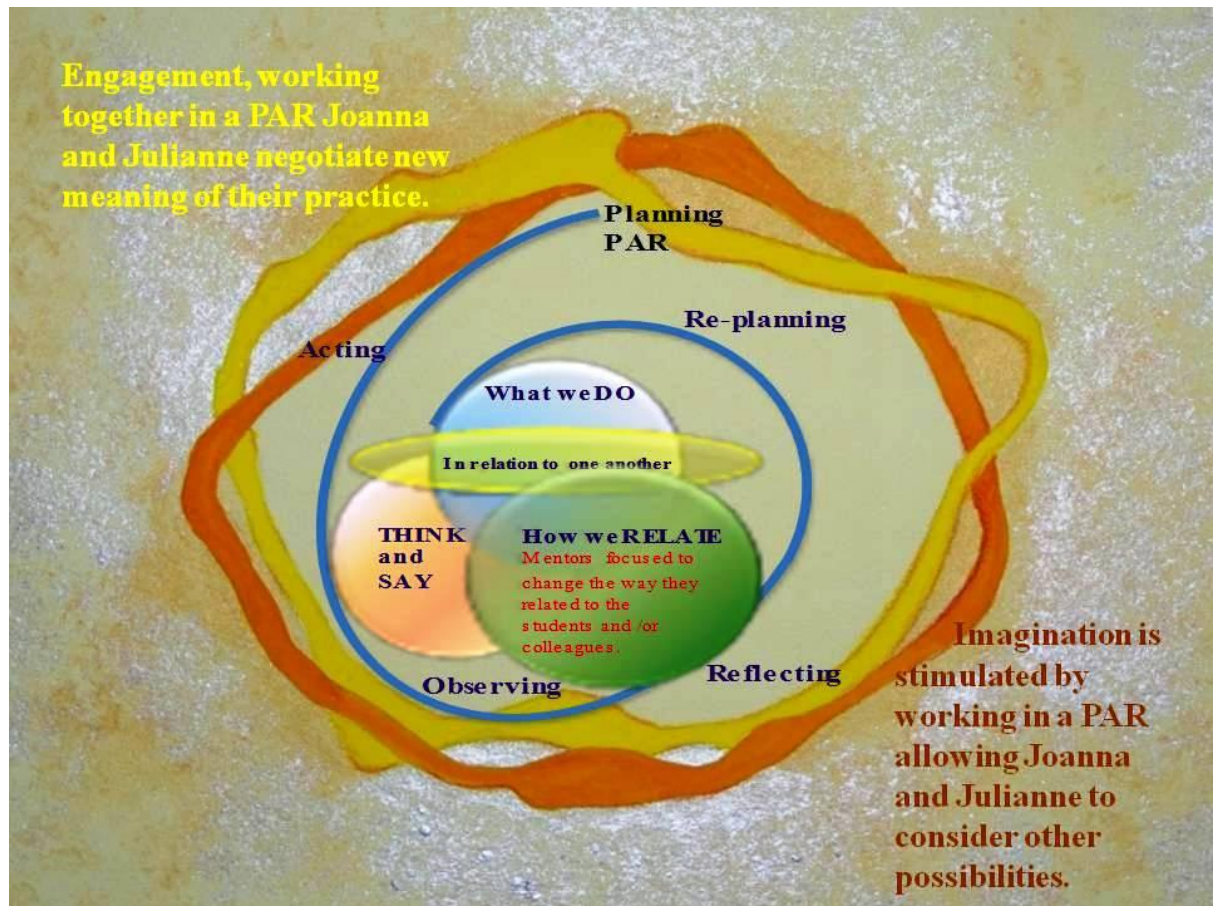 Engagement, working
together in a PAR Joanna
and Julianne negotiate new
meaning of their practice.
Planning
PAR
Re-planning
Acting
What we DO
In relation to one another
THINK
and
SAY
How we RELATE
Mentors focused to
change the way they
related to the
students and /or
colleagues.
Observing
Reflecting
Imagination is
stimulated by
working in a PAR
allowing Joanna
and Julianne to
consider other
possibilities.